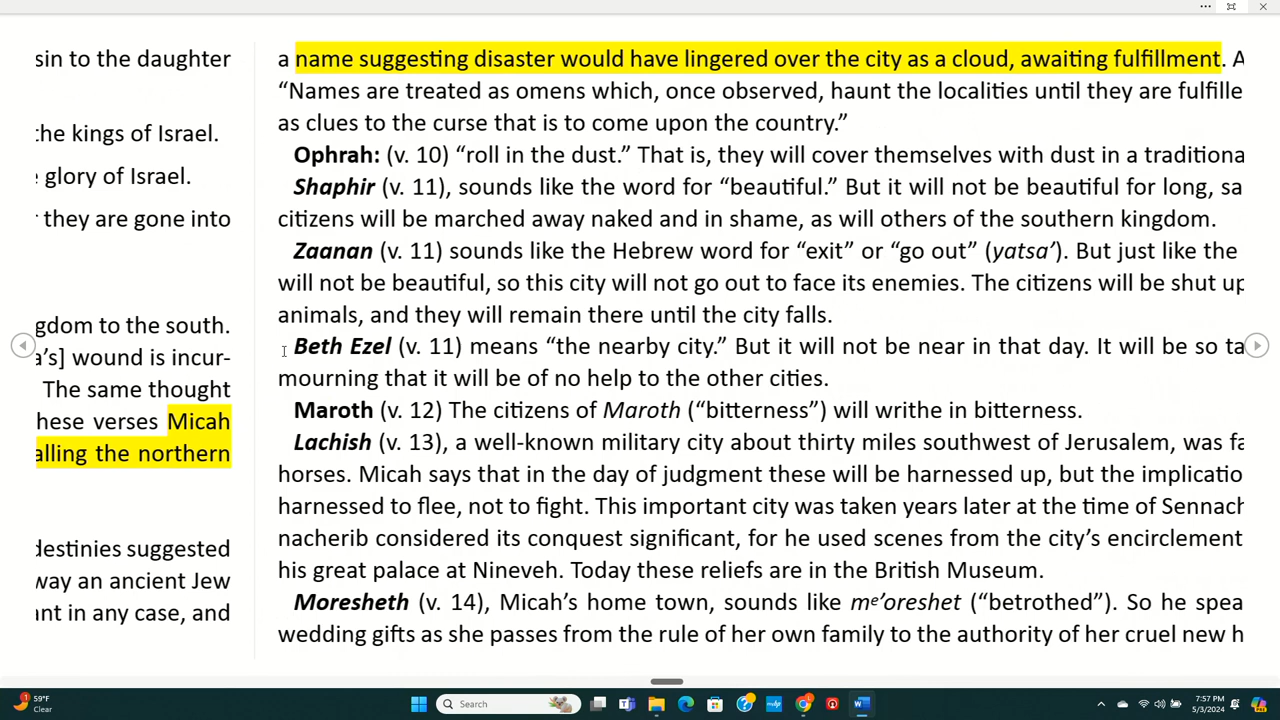 sin to the daughter
the kings of Israel.
glory of Israel.
they are gone into
gdom to the south.
a's] wound is incur-
The same thought
hese verses Micah
alling the northern
destinies suggested
way an ancient Jew
ant in any case, and
a name suggesting disaster would have lingered over the city as a cloud, awaiting fulfillment. A
“Names are treated as omens which, once observed, haunt the localities until they are fulfille
as clues to the curse that is to come upon the country.”
Ophrah: (v. 10) “roll in the dust.” That is, they will cover themselves with dust in a traditiona
Shaphir (v. 11), sounds like the word for “beautiful.” But it will not be beautiful for long, sa
citizens will be marched away naked and in shame, as will others of the southern kingdom.
Zaanan (v. 11) sounds like the Hebrew word for “exit” or “go out” (yatsa’). But just like the
will not be beautiful, so this city will not go out to face its enemies. The citizens will be shut up
animals, and they will remain there until the city falls.
Beth Ezel (v. 11) means “the nearby city.” But it will not be near in that day. It will be so ta
mourning that it will be of no help to the other cities.
Maroth (v. 12) The citizens of Maroth (“bitterness”) will writhe in bitterness.
Lachish (v. 13), a well-known military city about thirty miles southwest of Jerusalem, was fa
horses. Micah says that in the day of judgment these will be harnessed up, but the implicatio
harnessed to flee, not to fight. This important city was taken years later at the time of Sennach
nacherib considered its conquest significant, for he used scenes from the city’s encirclement
his great palace at Nineveh. Today these reliefs are in the British Museum.
Moresheth (v. 14), Micah’s home town, sounds like mᵉ’oreshet (“betrothed”). So he spea
wedding gifts as she passes from the rule of her own family to the authority of her cruel new h
1
59°F
Clear
Search
7:57 PM
5/3/2024